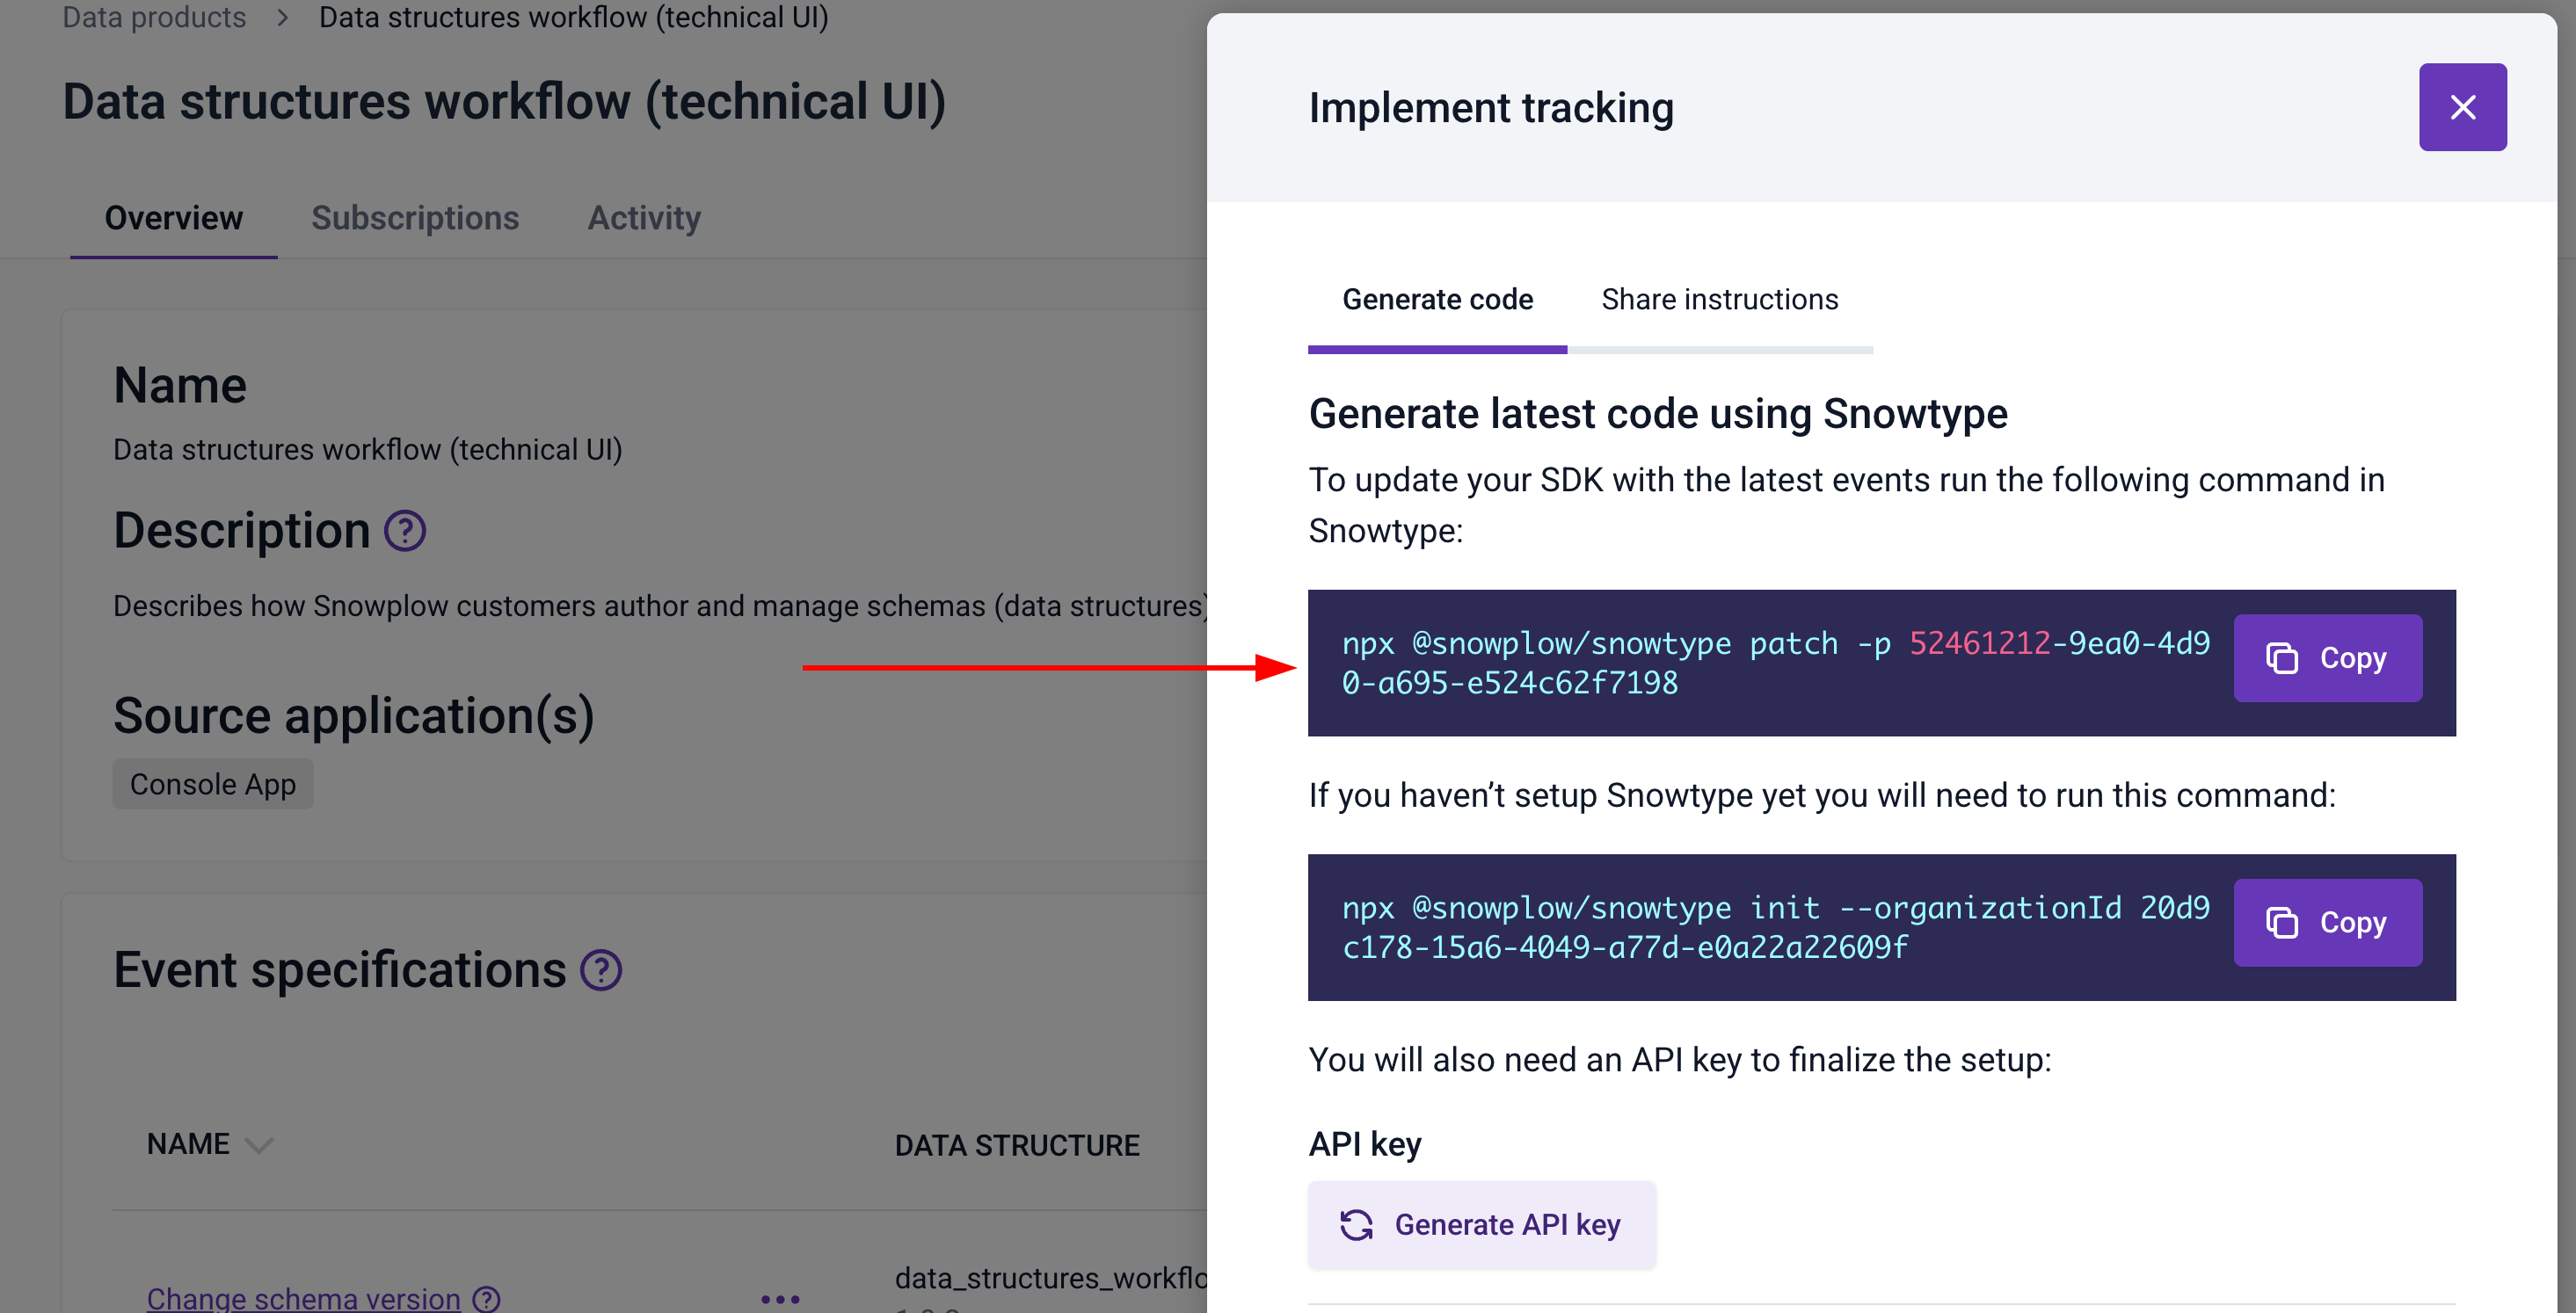 Data products > Data structures workflow (technical UI)
Data structures workflow (technical UI)
Overview Subscriptions Activity
Name
Data structures workflow (technical UI)
Description ?
Describes how Snowplow customers author and manage schemas (data structures)
Source application(s)
Console App
Event specifications ?
NAME DATA STRUCTURE
Change schema version ?
data_structures_workflo
Implement tracking
Generate code Share instructions
Generate latest code using Snowtype
To update your SDK with the latest events run the following command in
Snowtype:
npx @snowplow/snowtype patch -p 52461212-9ea0-4d9
0-a695-e524c62f7198
Copy
If you haven’t setup Snowtype yet you will need to run this command:
npx @snowplow/snowtype init --organizationId 20d9
c178-15a6-4049-a77d-e0a22a22609f
Copy
You will also need an API key to finalize the setup:
API key
Generate API key